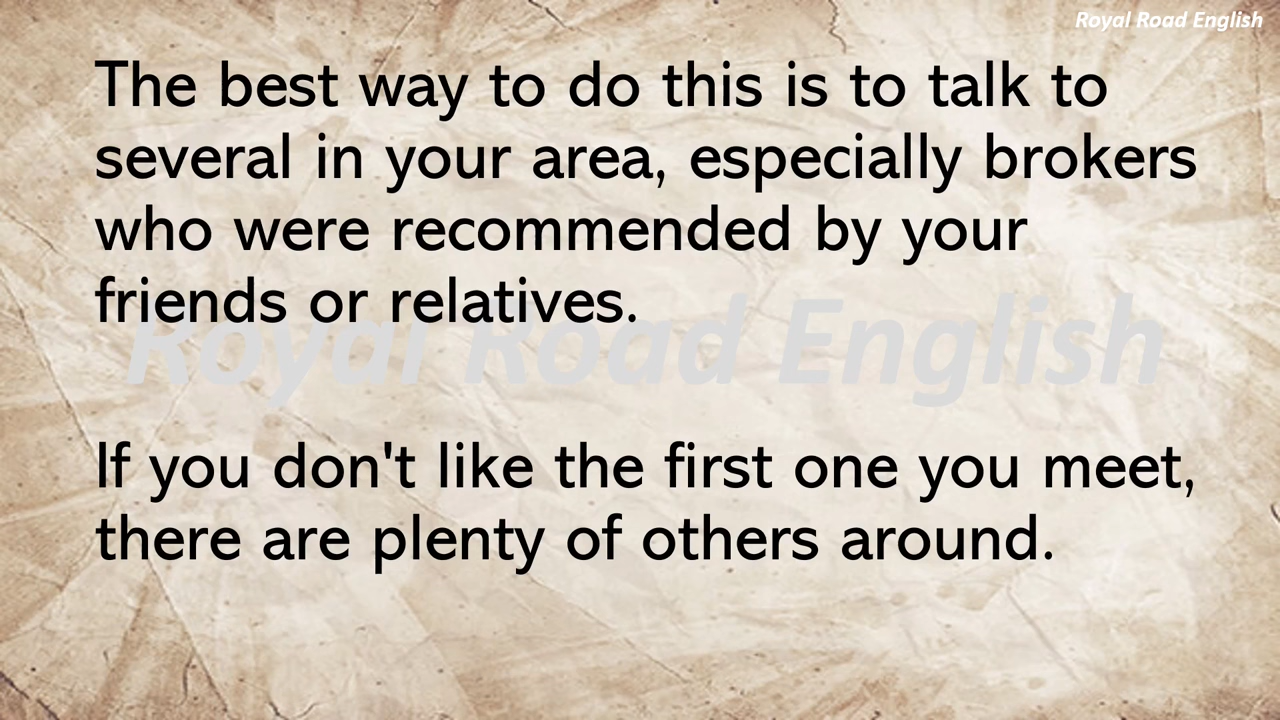 Royal Road English
The best way to do this is to talk to
several in your area, especially brokers
who were recommended by your
friends or relatives.
Royal Road English
If you don't like the first one you meet,
there are plenty of others around.